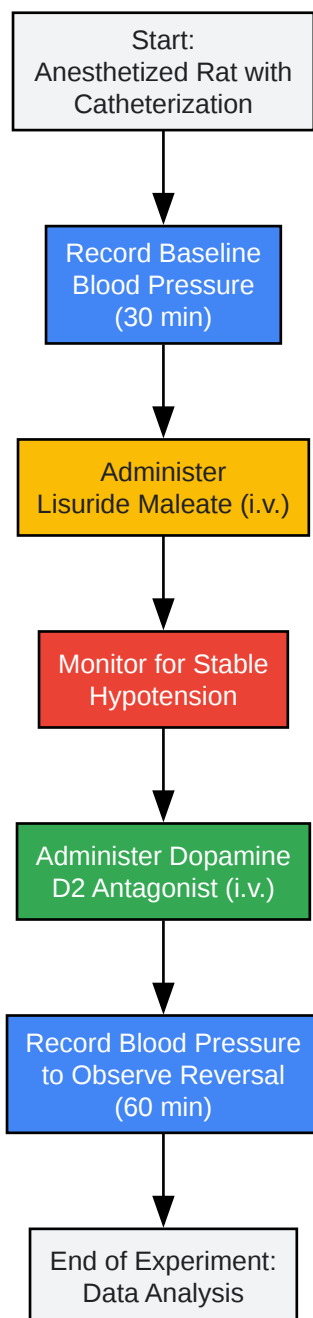 Start:
Anesthetized Rat with
Catheterization
Record Baseline
Blood Pressure
(30 min)
Administer
Lisuride Maleate (i.v.)
Monitor for Stable
Hypotension
Administer Dopamine
D2 Antagonist (i.v.)
Record Blood Pressure
to Observe Reversal
(60 min)
End of Experiment:
Data Analysis